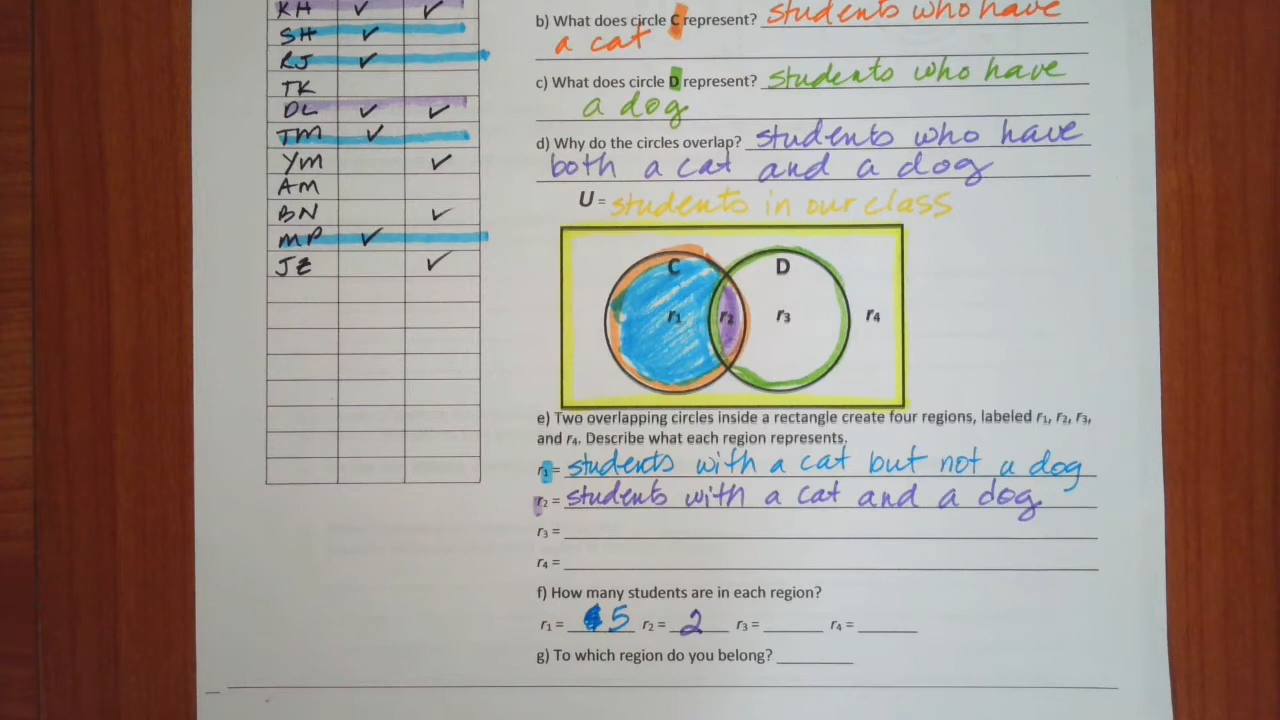 KH ✓ ✓
SH ✓
RJ ✓
TK
DL ✓ ✓
TM ✓
YM ✓
AM
BN ✓
MP ✓
JZ ✓
b) What does circle C represent? students who have
a cat
c) What does circle D represent? students who have
a dog
d) Why do the circles overlap? students who have
both a cat and a dog
U = students in our class
C D
r1 r2 r3 r4
e) Two overlapping circles inside a rectangle create four regions, labeled r1, r2, r3,
and r4. Describe what each region represents.
r1 = students with a cat but not a dog
r2 = students with a cat and a dog
r3 =
r4 =
f) How many students are in each region?
r1 = 5 r2 = 2 r3 = r4 =
g) To which region do you belong?